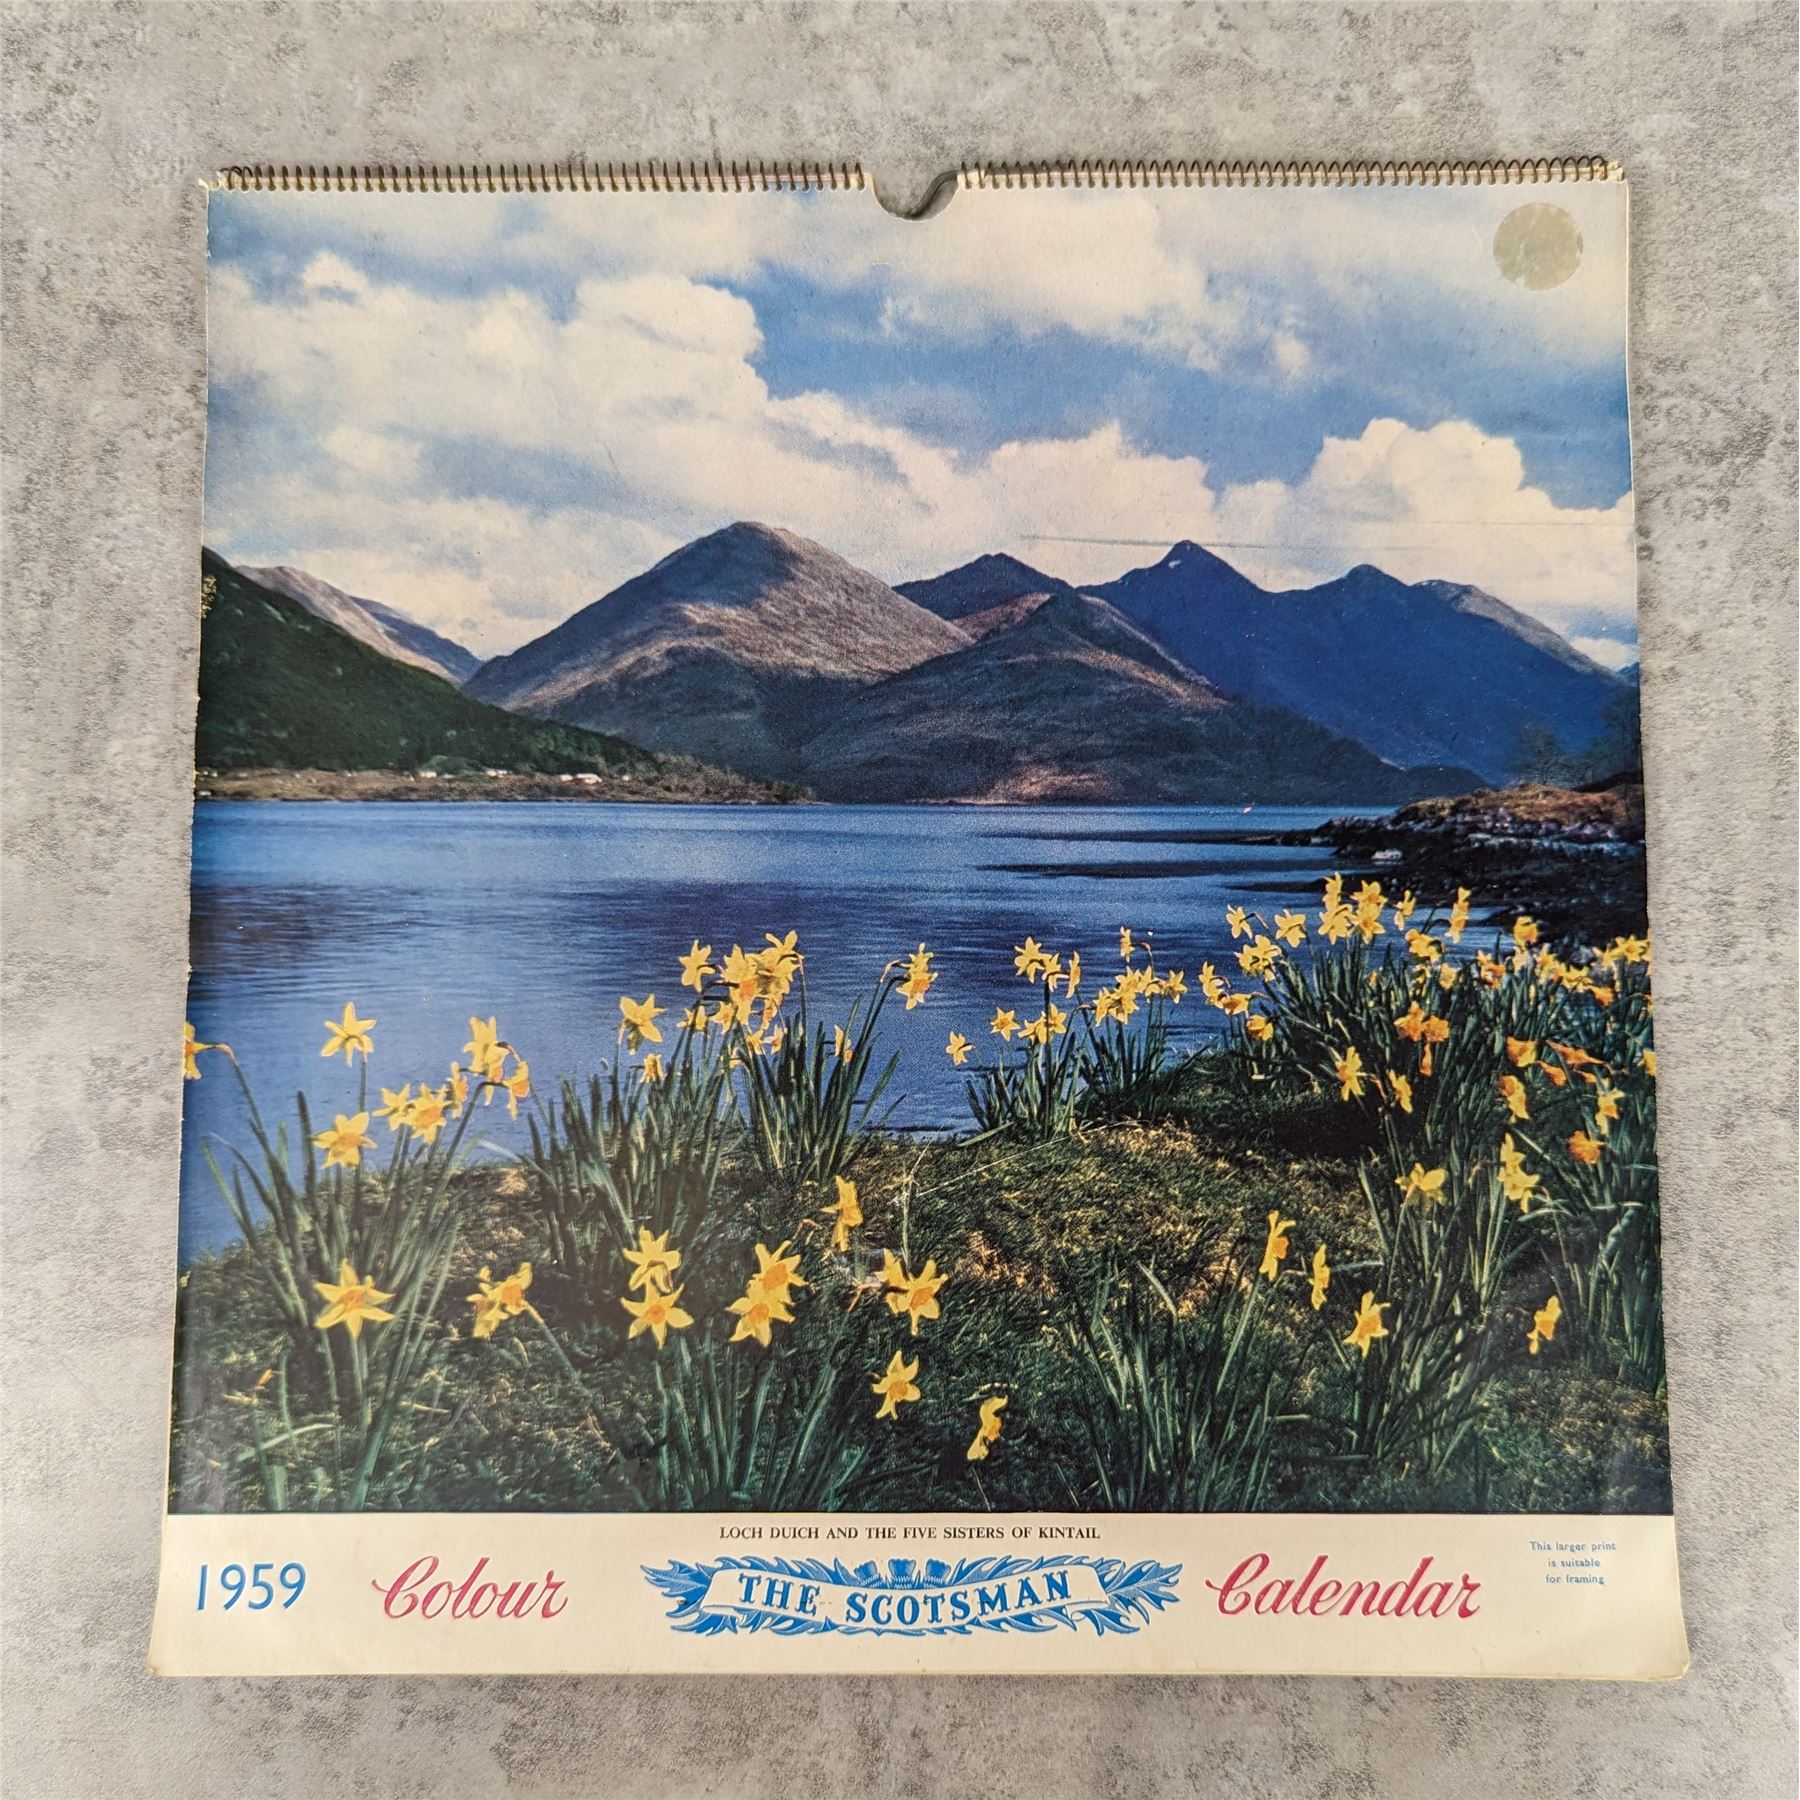 LOCH DUICH AND THE FIVE SISTERS OF KINTAIL
1959 Colour THE SCOTSMAN Calendar
This larger print
is suitable
for framing